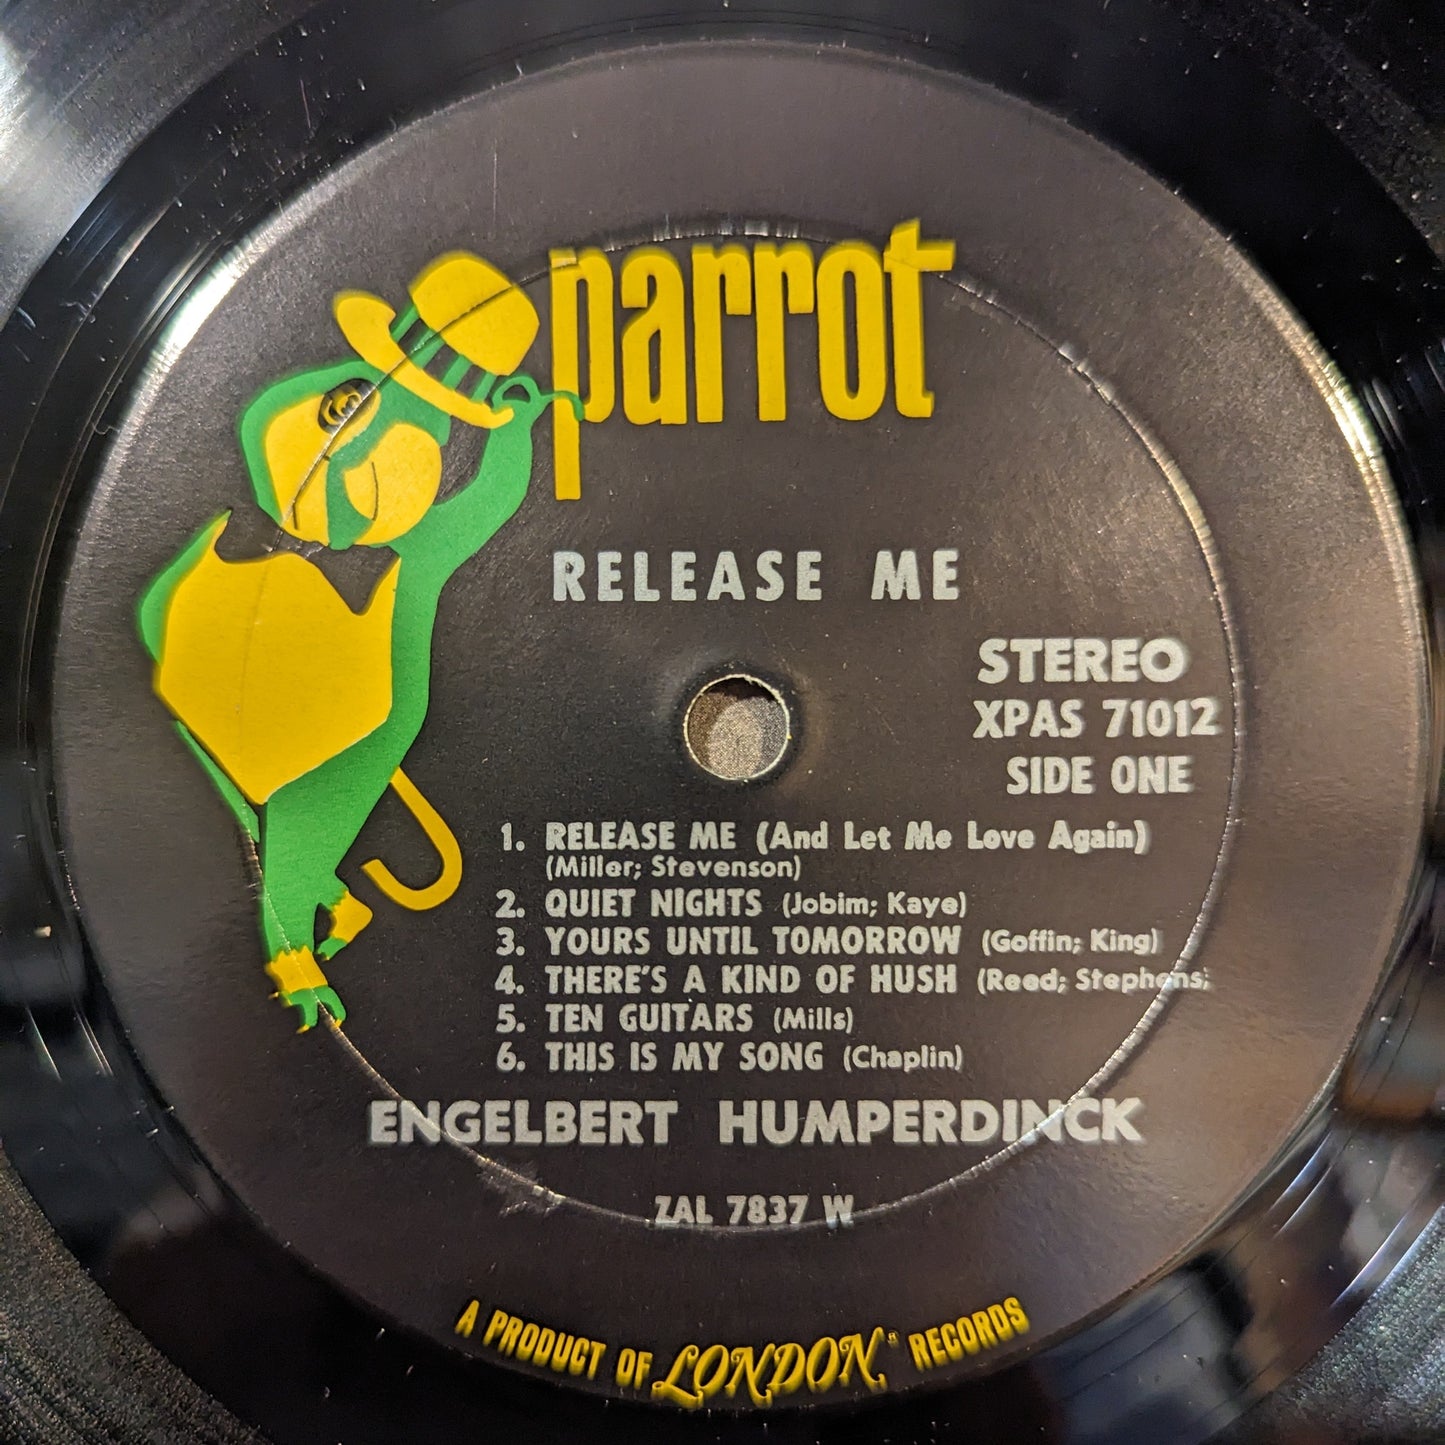 parrot
RELEASE ME
STEREO
XPAS 71012
SIDE ONE
1. RELEASE ME (And Let Me Love Again)
(Miller; Stevenson)
2. QUIET NIGHTS (Jobim; Kaye)
3. YOURS UNTIL TOMORROW (Goffin; King)
4. THERE'S A KIND OF HUSH (Reed; Stephens;
5. TEN GUITARS (Mills)
6. THIS IS MY SONG (Chaplin)
ENGELBERT HUMPERDINCK
ZAL 7837 W
A PRODUCT OF LONDON RECORDS